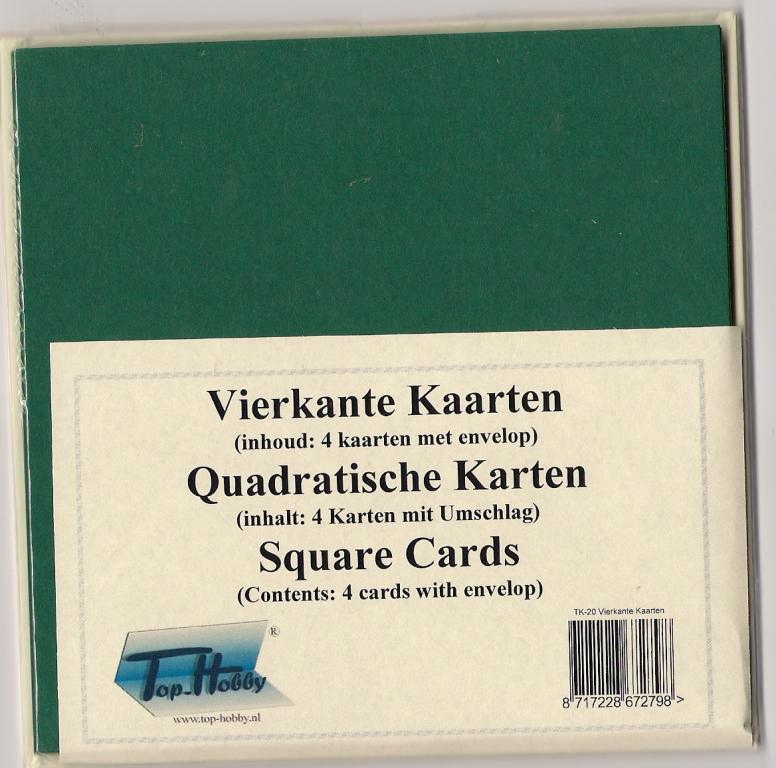 Vierkante Kaarten
(inhoud: 4 kaarten met envelop)
Quadratische Karten
(inhalt: 4 Karten mit Umschlag)
Square Cards
(Contents: 4 cards with envelop)
TK-20 Vierkante Kaarten
8 717228 672798 >
Top-Hobby ®
www.top-hobby.nl